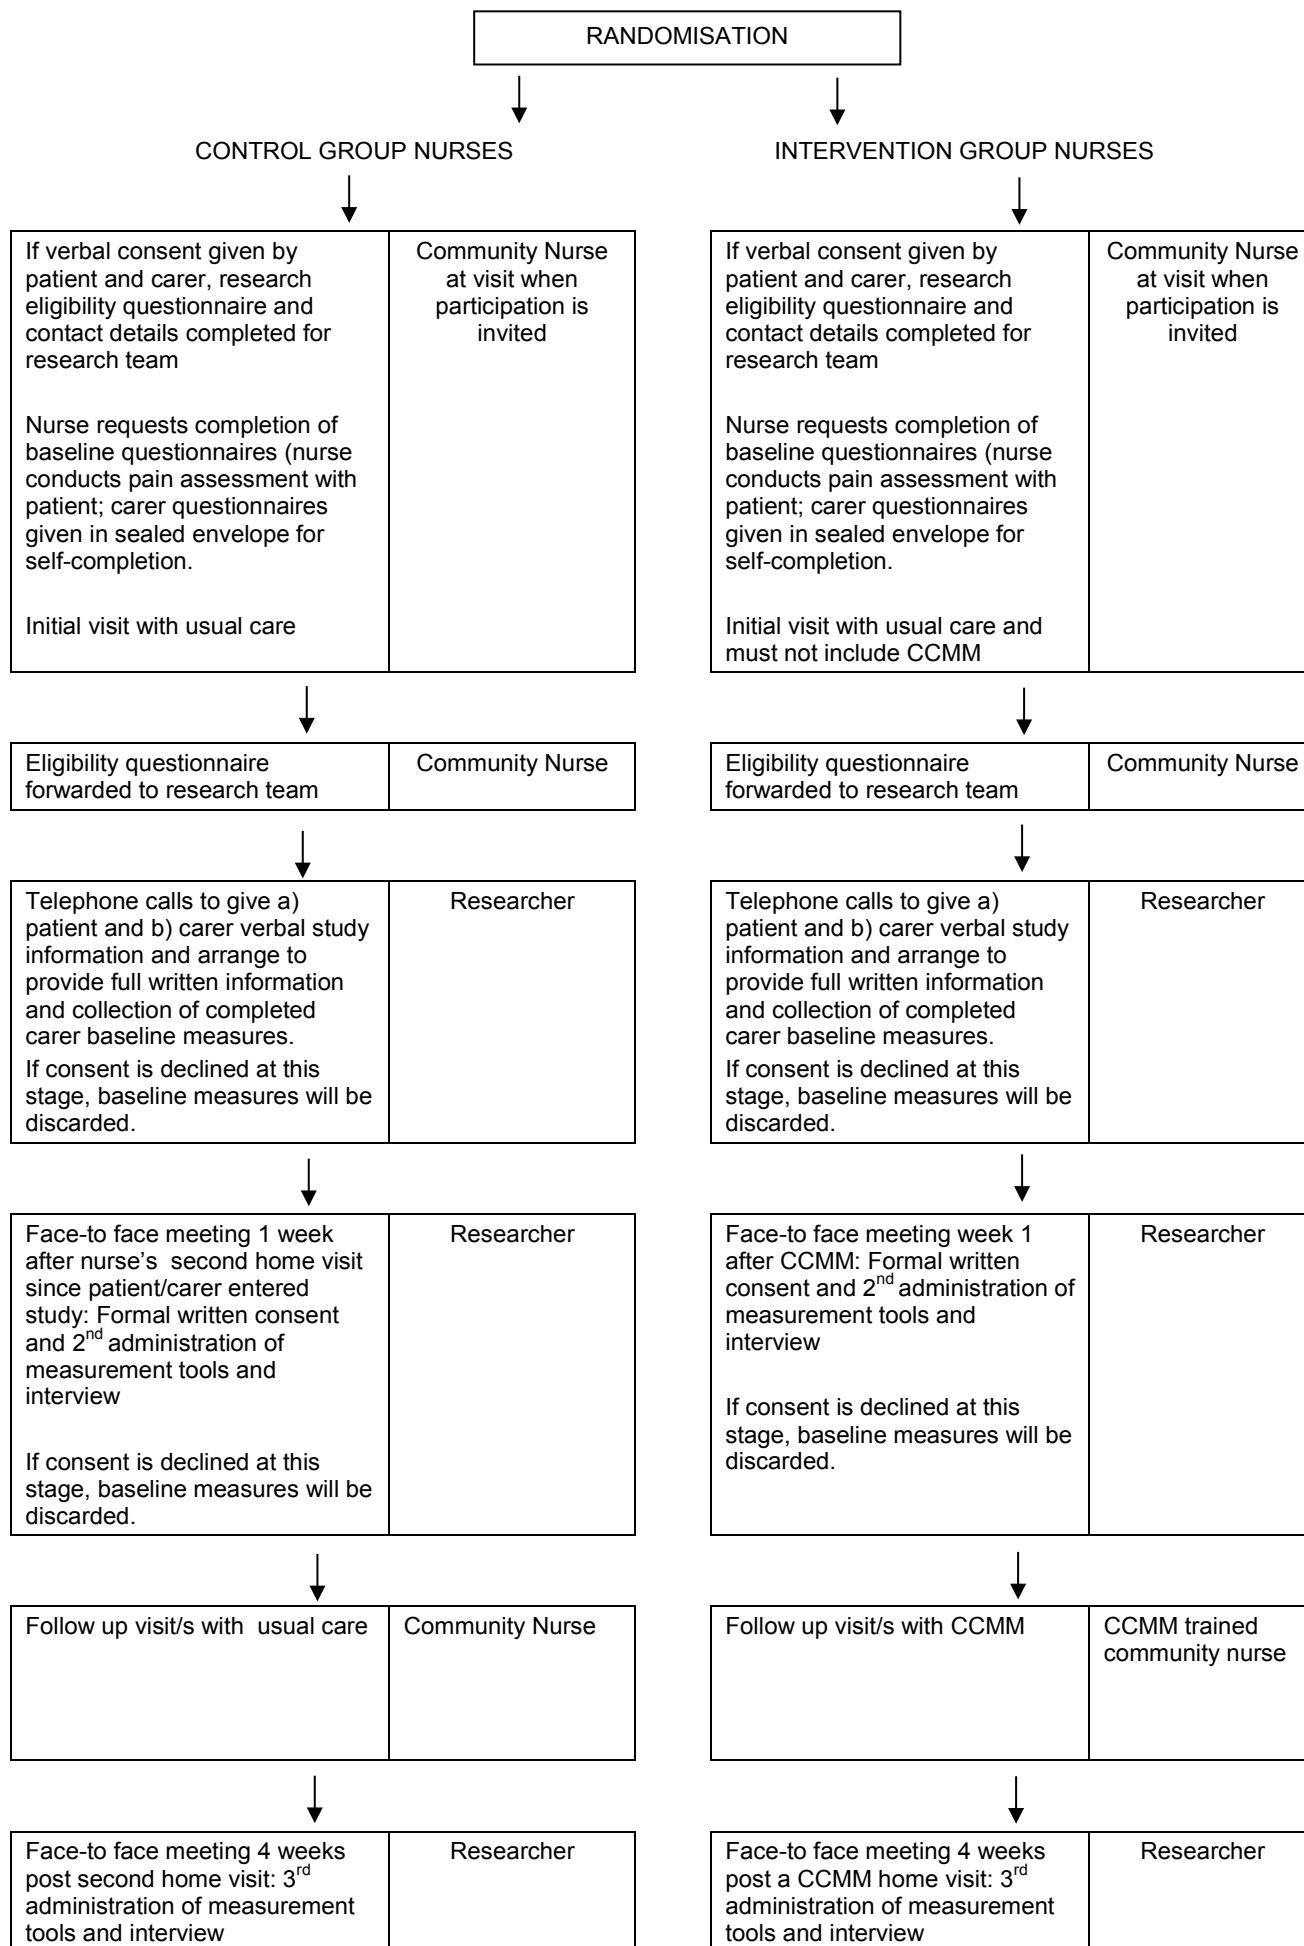 RANDOMISATION
CONTROL GROUP NURSES
INTERVENTION GROUP NURSES
If verbal consent given by
patient and carer, research
eligibility questionnaire and
contact details completed for
research team
Nurse requests completion of
baseline questionnaires (nurse
conducts pain assessment with
patient; carer questionnaires
given in sealed envelope for
self-completion.
Initial visit with usual care
Community Nurse
at visit when
participation is
invited
If verbal consent given by
patient and carer, research
eligibility questionnaire and
contact details completed for
research team
Nurse requests completion of
baseline questionnaires (nurse
conducts pain assessment with
patient; carer questionnaires
given in sealed envelope for
self-completion.
Initial visit with usual care and
must not include CCMM
Community Nurse
at visit when
participation is
invited
Eligibility questionnaire
forwarded to research team
Community Nurse
Eligibility questionnaire
forwarded to research team
Community Nurse
Telephone calls to give a)
patient and b) carer verbal study
information and arrange to
provide full written information
and collection of completed
carer baseline measures.
If consent is declined at this
stage, baseline measures will be
discarded.
Researcher
Telephone calls to give a)
patient and b) carer verbal study
information and arrange to
provide full written information
and collection of completed
carer baseline measures.
If consent is declined at this
stage, baseline measures will be
discarded.
Researcher
Face-to face meeting 1 week
after nurse's  second home visit
since patient/carer entered
study: Formal written consent
and 2nd administration of
measurement tools and
interview
If consent is declined at this
stage, baseline measures will be
discarded.
Researcher
Face-to face meeting week 1
after CCMM: Formal written
consent and 2nd administration of
measurement tools and
interview
If consent is declined at this
stage, baseline measures will be
discarded.
Researcher
Follow up visit/s with  usual care
Community Nurse
Follow up visit/s with CCMM
CCMM trained
community nurse
Face-to face meeting 4 weeks
post second home visit: 3rd
administration of measurement
tools and interview
Researcher
Face-to face meeting 4 weeks
post a CCMM home visit: 3rd
administration of measurement
tools and interview
Researcher